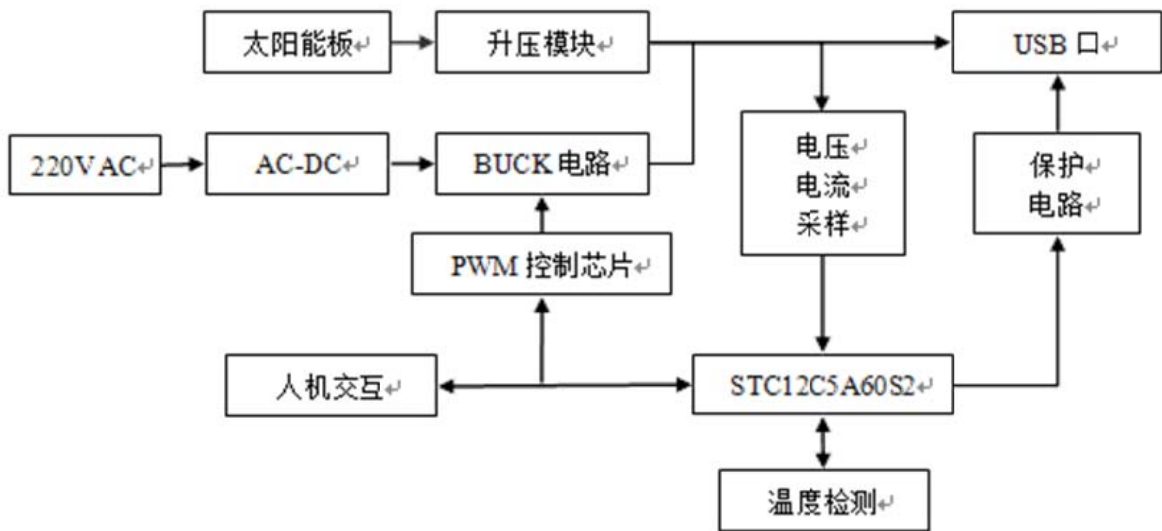 太阳能板
升压模块
USB 口
220V AC
AC-DC
BUCK 电路
电压
电流
采样
保护
电路
PWM 控制芯片
人机交互
STC12C5A60S2
温度检测